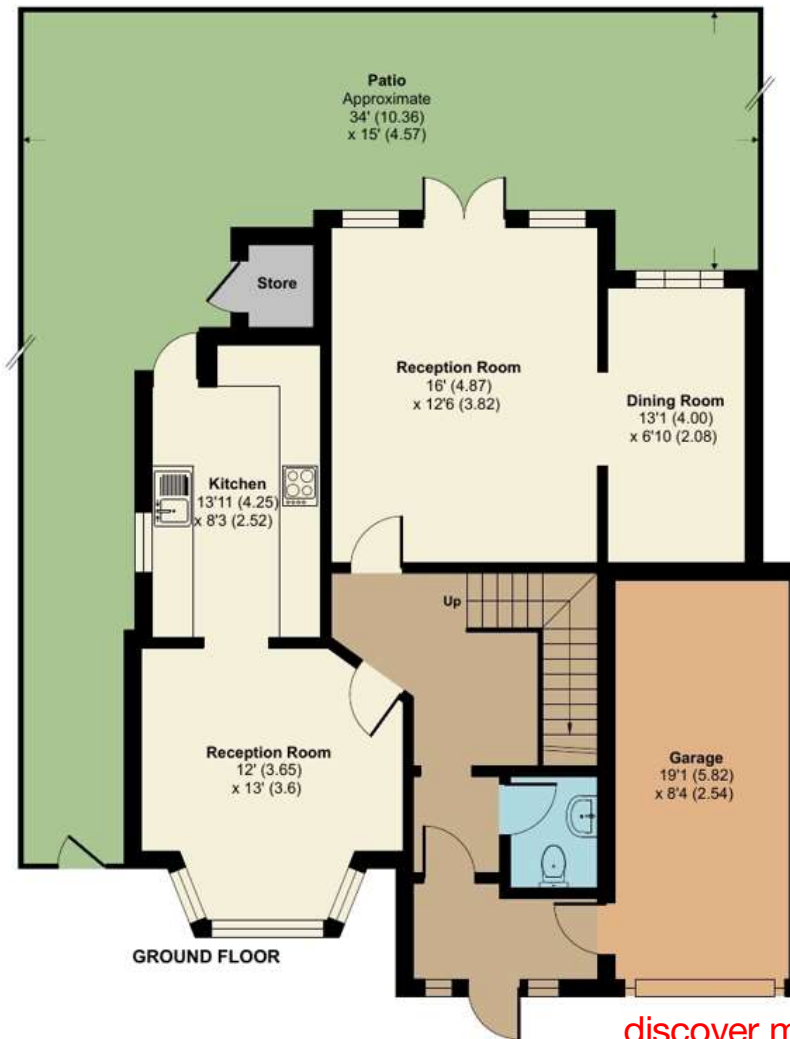 Patio
Approximate
34' (10.36)
x 15' (4.57)
Store
Reception Room
16' (4.87)
x 12'6 (3.82)
Dining Room
13'1 (4.00)
x 6'10 (2.08)
Kitchen
13'11 (4.25)
x 8'3 (2.52)
Up
Reception Room
12' (3.65)
x 13' (3.6)
Garage
19'1 (5.82)
x 8'4 (2.54)
GROUND FLOOR
discover m